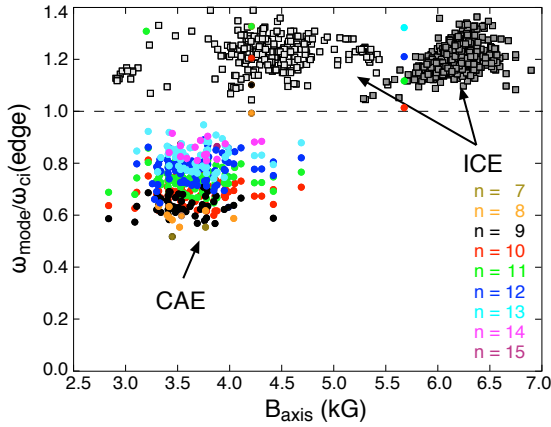 1.4
1.2
1.0
0.8
0.6
0.4
0.2
0.0
ω_mode/ω_ci(edge)
ICE
CAE
n = 7
n = 8
n = 9
n = 10
n = 11
n = 12
n = 13
n = 14
n = 15
2.5 3.0 3.5 4.0 4.5 5.0 5.5 6.0 6.5 7.0
B_axis (kG)